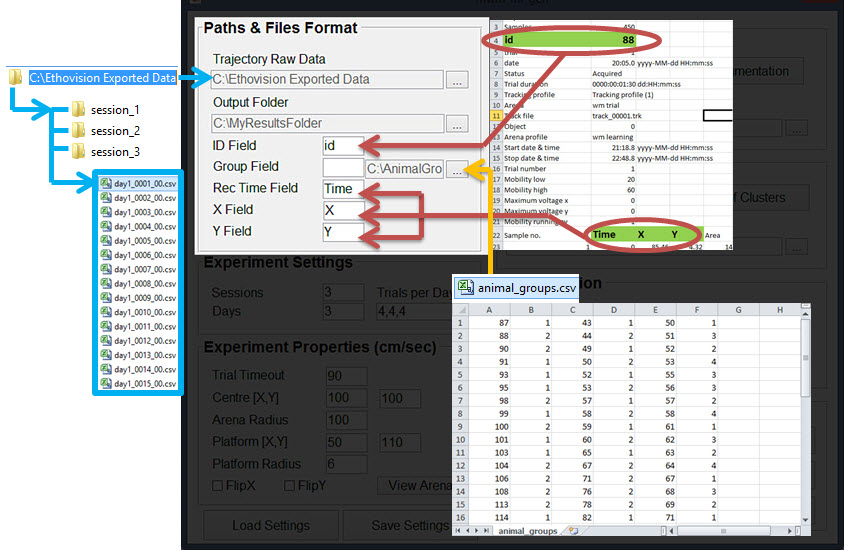 Paths & Files Format
Trajectory Raw Data
C:\Ethovision Exported Data ...
Output Folder
C:\MyResultsFolder ...
ID Field id
Group Field C:\AnimalGro ...
Rec Time Field Time
X Field X
Y Field Y
C:\Ethovision Exported Data
session_1
session_2
session_3
day1_0001_00.csv
day1_0002_00.csv
day1_0003_00.csv
day1_0004_00.csv
day1_0005_00.csv
day1_0006_00.csv
day1_0007_00.csv
day1_0008_00.csv
day1_0009_00.csv
day1_0010_00.csv
day1_0011_00.csv
day1_0012_00.csv
day1_0013_00.csv
day1_0014_00.csv
day1_0015_00.csv
3 Samples 450
4 id 88
5 trial 1
6 date 20:05.0 yyyy-MM-dd HH:mm:ss
7 Status Acquired
8 Trial duration 0000:00:01:30 dd:HH:mm:ss
9 Tracking profile Tracking profile (1)
10 Arena wm trial
11 Track file track_00001.trk
12 Object 0
13 Arena profile wm learning
14 Start date & time 21:18.8 yyyy-MM-dd HH:mm:ss
15 Stop date & time 22:48.8 yyyy-MM-dd HH:mm:ss
16 Trial number 1
17 Mobility low 20
18 Mobility high 60
19 Maximum voltage x 0
20 Maximum voltage y 0
21 Mobility running av
22 Sample no. Time X Y Area
23 1 0 85.46 4.32 14
mentation
of Clusters
...
...
Experiment Settings
Sessions 3 Trials per Day
Days 3 4,4,4
Experiment Properties (cm/sec)
Trial Timeout 90
Centre [X,Y] 100 100
Arena Radius 100
Platform [X,Y] 50 110
Platform Radius 6
FlipX FlipY View Arena
Load Settings Save Settings
animal_groups.csv
A B C D E F G H
1 87 1 43 1 50 1
2 88 2 44 2 51 3
3 90 2 49 1 52 2
4 91 1 50 2 53 4
5 93 1 52 1 55 3
6 95 1 53 2 56 3
7 98 2 57 1 57 2
8 99 1 58 2 58 4
9 100 2 59 1 61 1
10 101 1 60 2 62 3
11 103 1 65 1 63 2
12 104 2 67 2 64 4
13 106 2 71 2 67 1
14 108 2 76 2 68 3
15 113 2 78 2 69 2
16 114 1 82 1 71 1
animal_groups